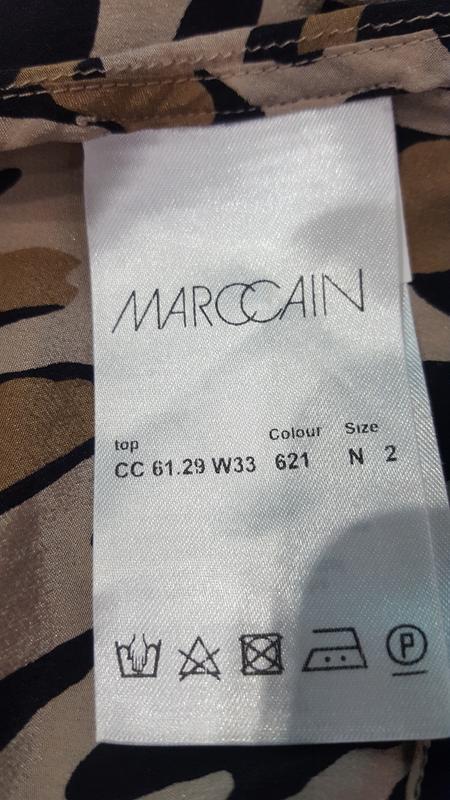 MARCCAIN
top Colour Size
CC 61.29 W33 621 N 2
P